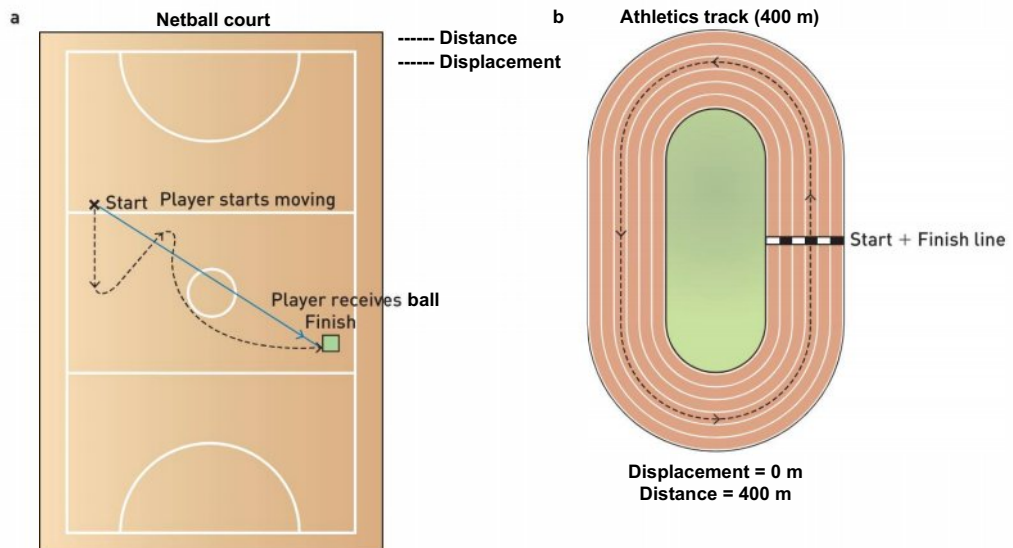 a
Netball court
------ Distance
------ Displacement
Start
Player starts moving
Player receives ball
Finish
b
Athletics track (400 m)
Start + Finish line
Displacement = 0 m
Distance = 400 m